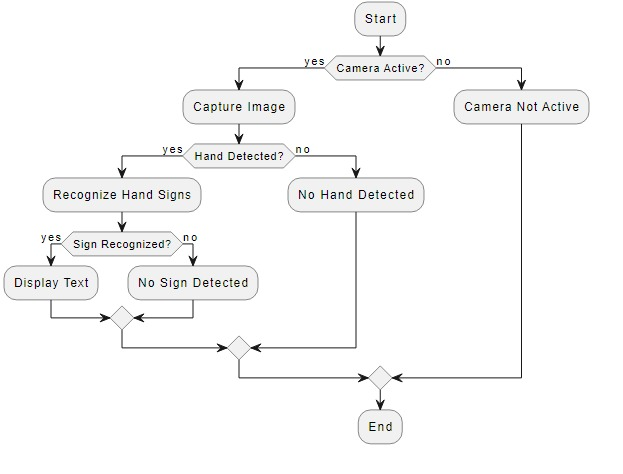 Start
yes
Camera Active?
no
Capture Image
Camera Not Active
yes
Hand Detected?
no
Recognize Hand Signs
No Hand Detected
yes
Sign Recognized?
no
Display Text
No Sign Detected
End